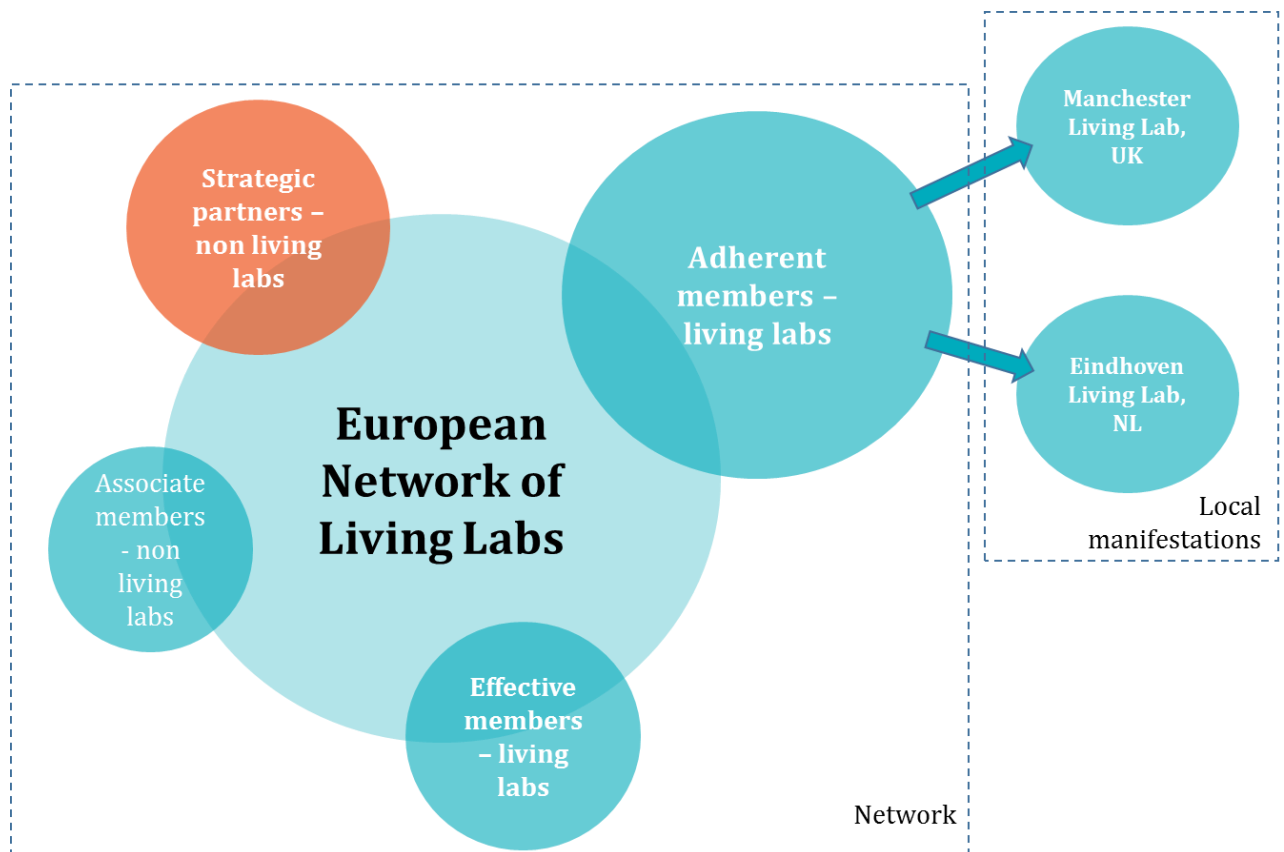 Strategic
partners –
non living
labs
Adherent
members –
living labs
Manchester
Living Lab,
UK
Eindhoven
Living Lab,
NL
Local
manifestations
European
Network of
Living Labs
Associate
members
- non
living
labs
Effective
members
– living
labs
Network